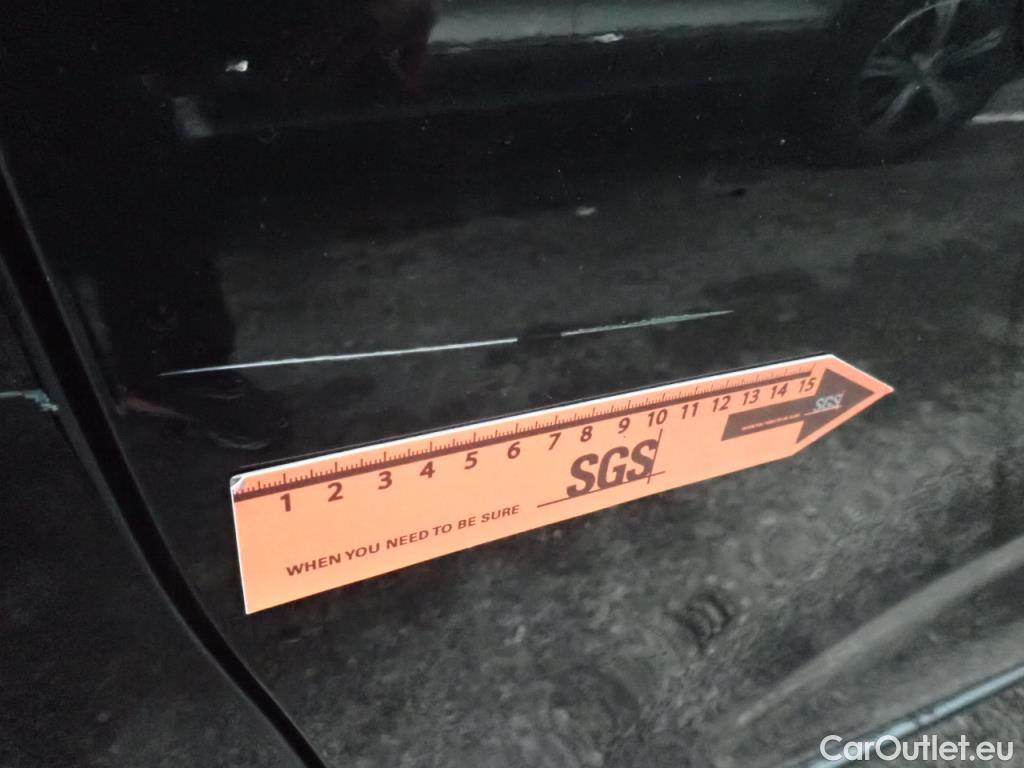 1 2 3 4 5 6 7 8 9 10 11 12 13 14 15
SGS
SGS
WHEN YOU NEED TO BE SURE
CarOutlet.eu